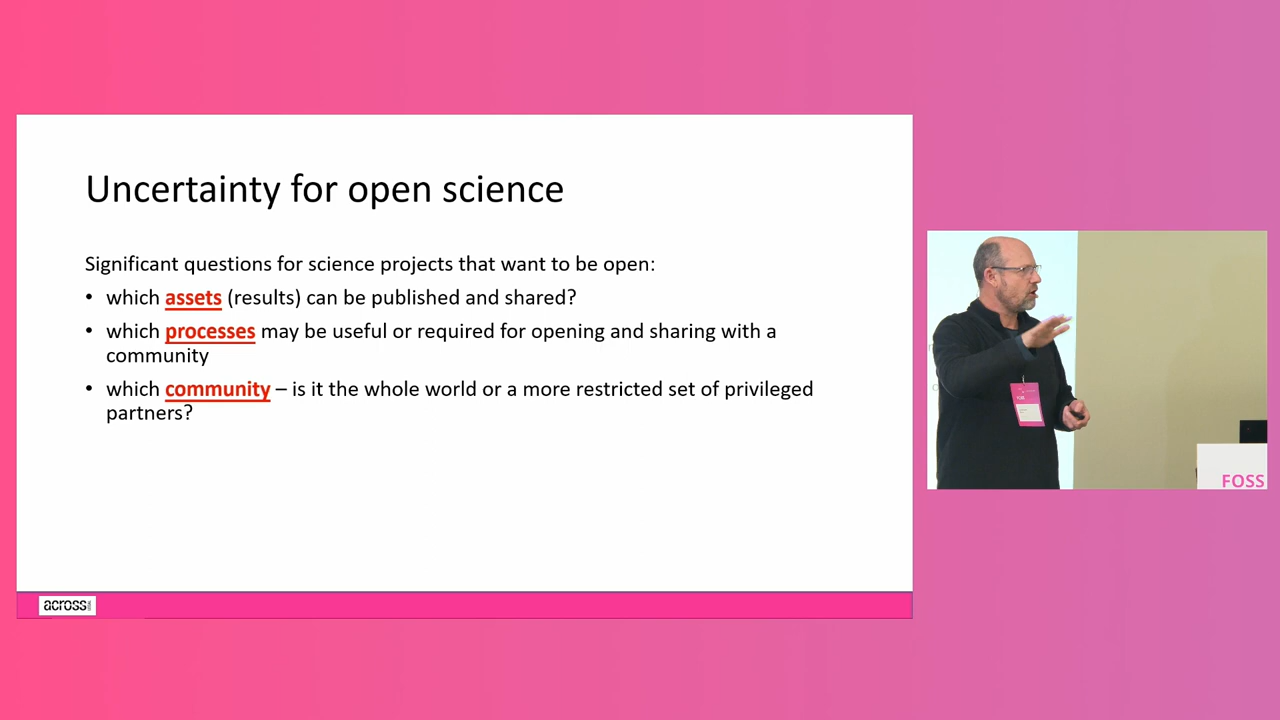 Uncertainty for open science
Significant questions for science projects that want to be open:
• which assets (results) can be published and shared?
• which processes may be useful or required for opening and sharing with a
community
• which community – is it the whole world or a more restricted set of privileged
partners?
across
FOSS